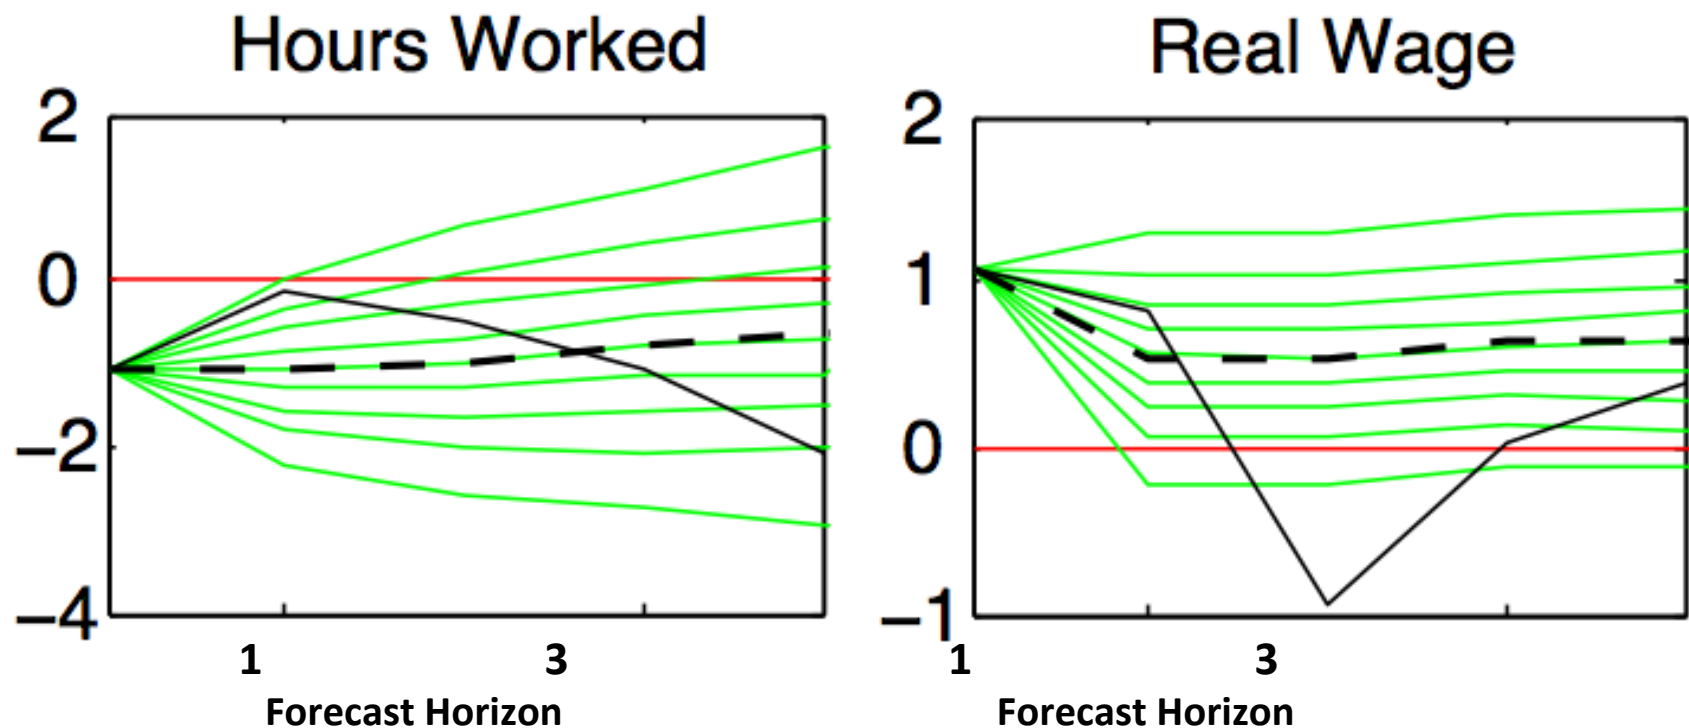 Hours Worked
2
0
−2
−4
1 3
Forecast Horizon
Real Wage
2
1
0
−1
1 3
Forecast Horizon